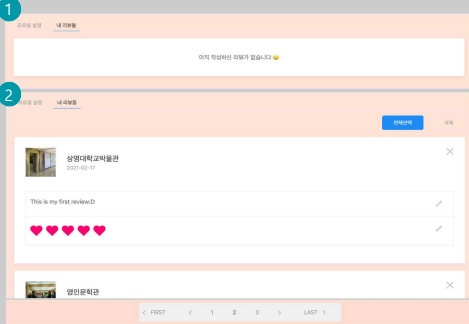 1
프로필 설정 내 리뷰들
아직 작성하신 리뷰가 없습니다
2
프로필 설정 내 리뷰들
전체선택 삭제
상명대학교박물관
2021-02-17
This is my first review:D
영인문학관
< FIRST < 1 2 3 > LAST >